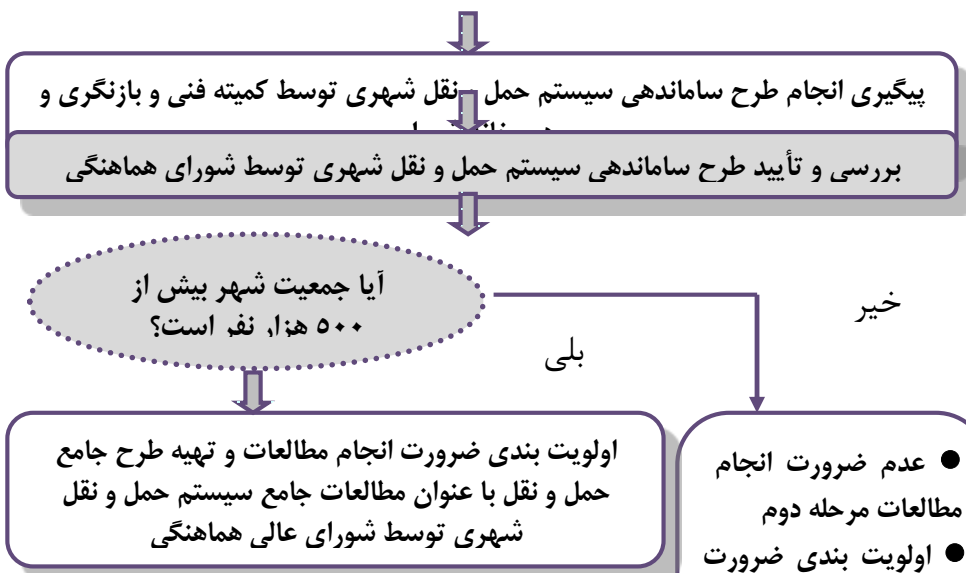 پیگیری انجام طرح ساماندهی سیستم حمل و نقل شهری توسط کمیته فنی و بازنگری و
بررسی و تأیید طرح ساماندهی سیستم حمل و نقل شهری توسط شورای هماهنگی
آیا جمعیت شهر بیش از
۵۰۰ هزار نفر است؟
خیر
بلی
اولویت بندی ضرورت انجام مطالعات و تهیه طرح جامع
حمل و نقل با عنوان مطالعات جامع سیستم حمل و نقل
شهری توسط شورای عالی هماهنگی
● عدم ضرورت انجام
مطالعات مرحله دوم
● اولویت بندی ضرورت